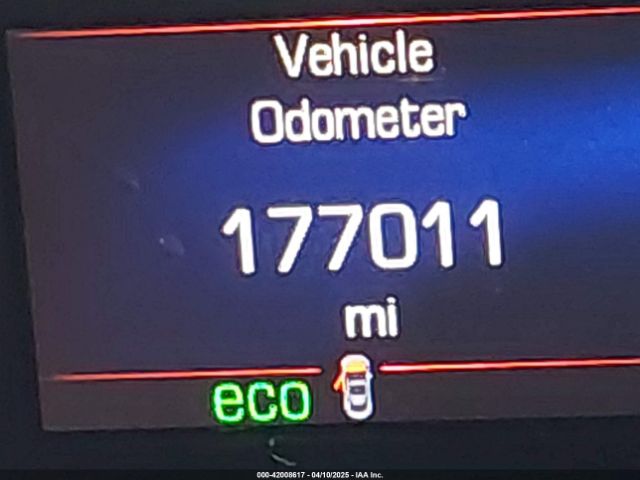 Vehicle
Odometer
177011
mi
eco
000-42008617 - 04/10/2025 - IAA Inc.